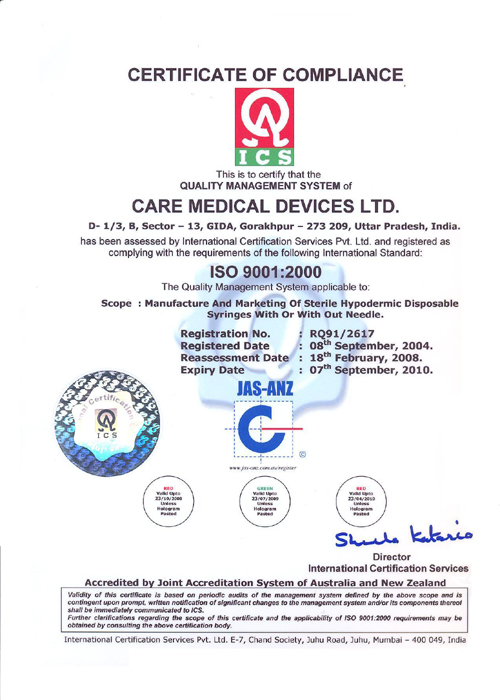 CERTIFICATE OF COMPLIANCE
ICS
This is to certify that the
QUALITY MANAGEMENT SYSTEM of
CARE MEDICAL DEVICES LTD.
D- 1/3, B, Sector – 13, GIDA, Gorakhpur – 273 209, Uttar Pradesh, India.
has been assessed by International Certification Services Pvt. Ltd. and registered as
complying with the requirements of the following International Standard:
ISO 9001:2000
The Quality Management System applicable to:
Scope : Manufacture And Marketing Of Sterile Hypodermic Disposable
Syringes With Or With Out Needle.
Registration No. : RQ91/2617
Registered Date : 08th September, 2004.
Reassessment Date : 18th February, 2008.
Expiry Date : 07th September, 2010.
JAS-ANZ
©
www.jas-anz.com.au/register
ICS
RED
Valid Upto
22/10/2008
Unless
Hologram
Pasted
GREEN
Valid Upto
22/07/2009
Unless
Hologram
Pasted
RED
Valid Upto
22/04/2010
Unless
Hologram
Pasted
Sheela Kataria
Director
International Certification Services
Accredited by Joint Accreditation System of Australia and New Zealand
Validity of this certificate is based on periodic audits of the management system defined by the above scope and is
contingent upon prompt, written notification of significant changes to the management system and/or its components thereof
shall be immediately communicated to ICS.
Further clarifications regarding the scope of this certificate and the applicability of ISO 9001:2000 requirements may be
obtained by consulting the above certification body.
International Certification Services Pvt. Ltd. E-7, Chand Society, Juhu Road, Juhu, Mumbai – 400 049, India